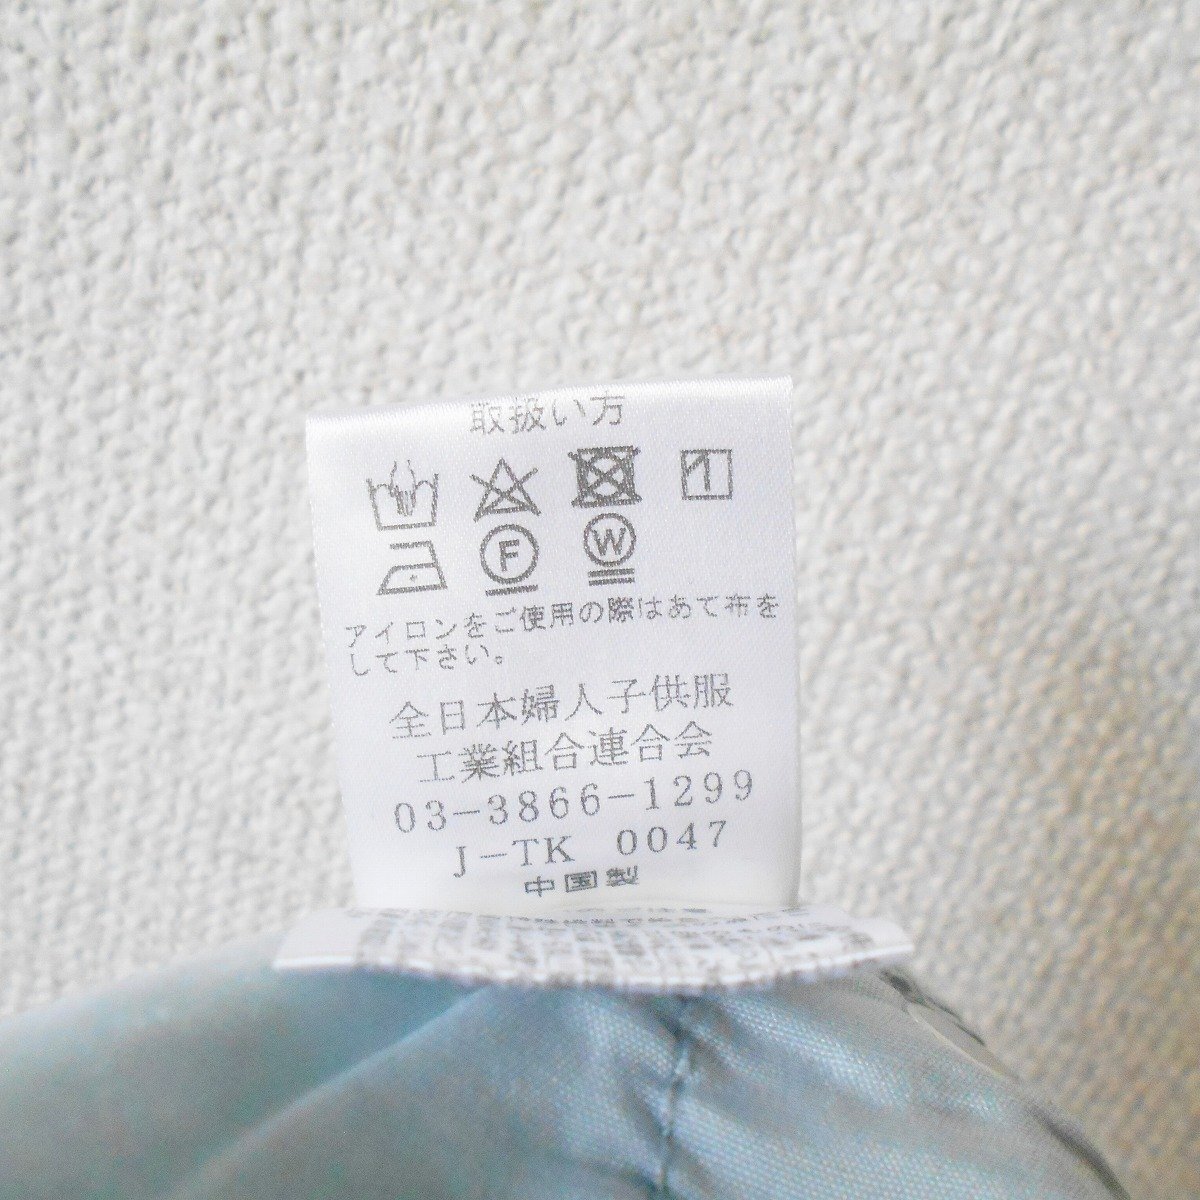 取扱い方
F
W
アイロンをご使用の際はあて布を
して下さい。
全日本婦人子供服
工業組合連合会
03-3866-1299
J-TK 0047
中国製